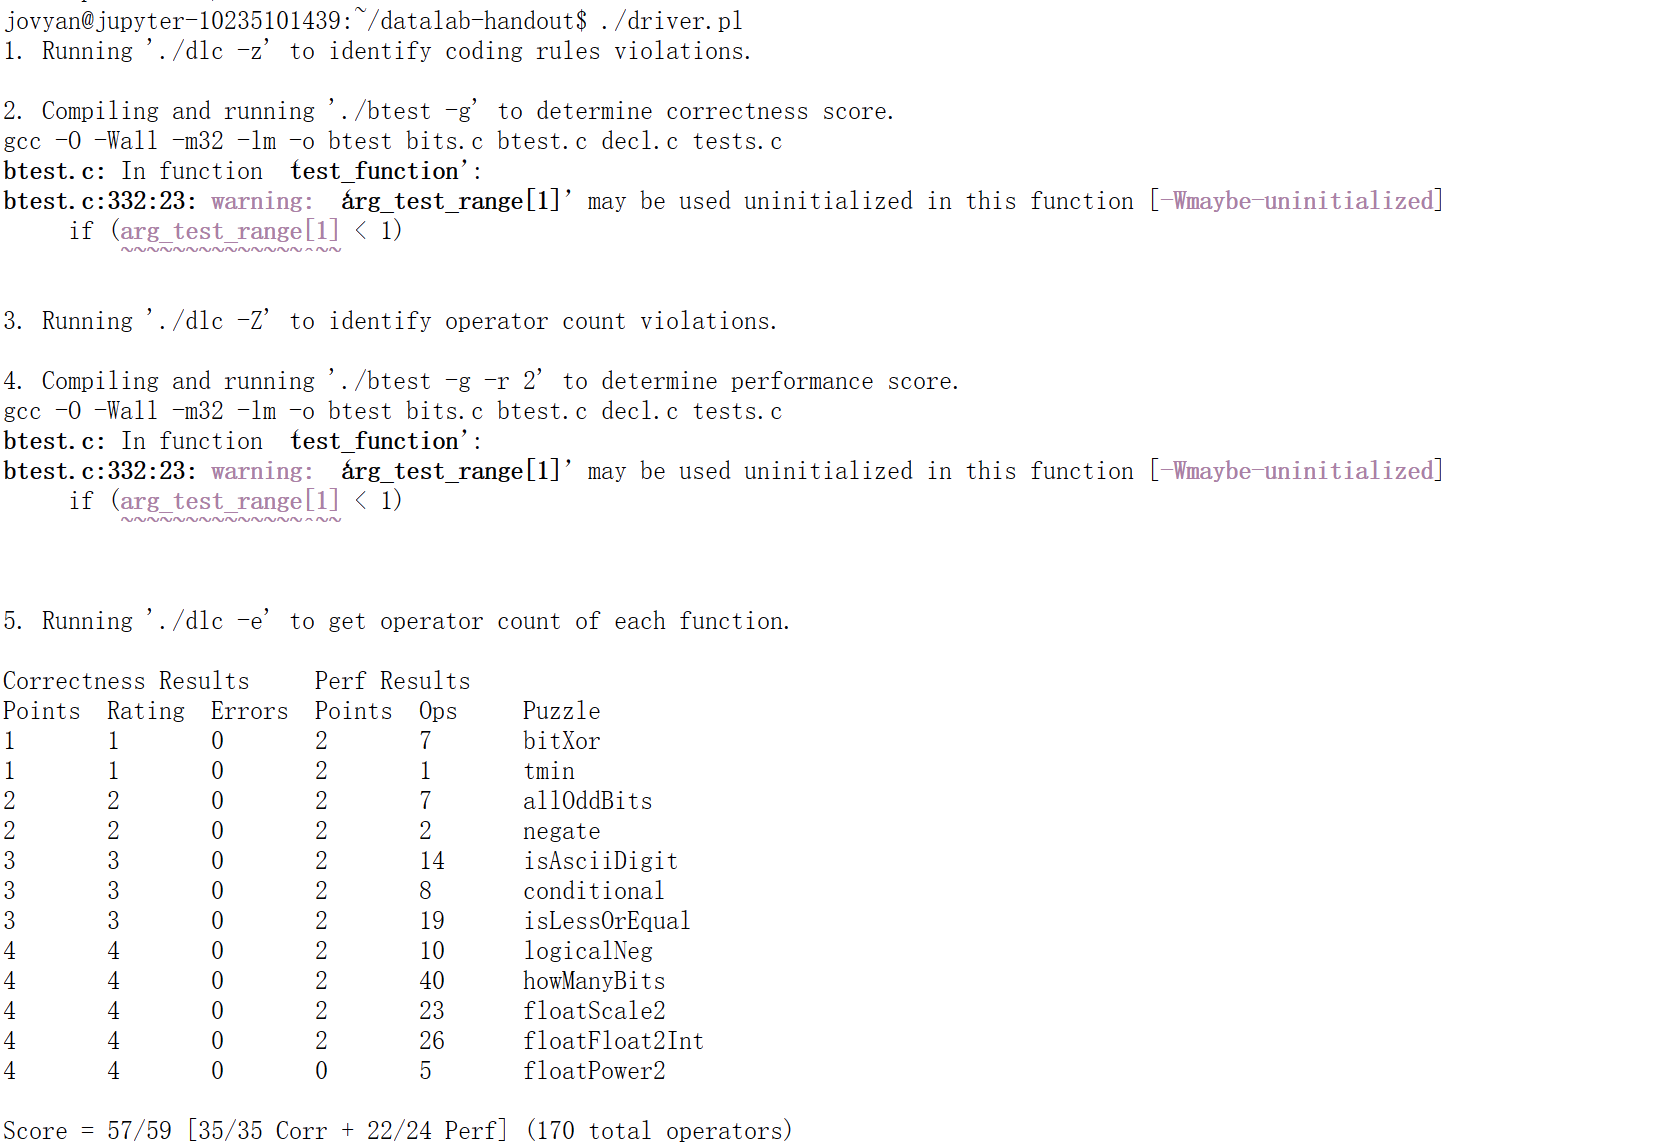 jovyan@jupyter-10235101439:~/datalab-handout$ ./driver.pl
1. Running './dlc -z' to identify coding rules violations.
2. Compiling and running './btest -g' to determine correctness score.
gcc -O -Wall -m32 -lm -o btest bits.c btest.c decl.c tests.c
btest.c: In function ‘test_function’:
btest.c:332:23: warning: ‘arg_test_range[1]’ may be used uninitialized in this function [-Wmaybe-uninitialized]
if (arg_test_range[1] < 1)
~~~~~~~~~~~~~~^~~
3. Running './dlc -Z' to identify operator count violations.
4. Compiling and running './btest -g -r 2' to determine performance score.
gcc -O -Wall -m32 -lm -o btest bits.c btest.c decl.c tests.c
btest.c: In function ‘test_function’:
btest.c:332:23: warning: ‘arg_test_range[1]’ may be used uninitialized in this function [-Wmaybe-uninitialized]
if (arg_test_range[1] < 1)
~~~~~~~~~~~~~~^~~
5. Running './dlc -e' to get operator count of each function.
Correctness Results Perf Results
Points Rating Errors Points Ops Puzzle
1 1 0 2 7 bitXor
1 1 0 2 1 tmin
2 2 0 2 7 allOddBits
2 2 0 2 2 negate
3 3 0 2 14 isAsciiDigit
3 3 0 2 8 conditional
3 3 0 2 19 isLessOrEqual
4 4 0 2 10 logicalNeg
4 4 0 2 40 howManyBits
4 4 0 2 23 floatScale2
4 4 0 2 26 floatFloat2Int
4 4 0 0 5 floatPower2
Score = 57/59 [35/35 Corr + 22/24 Perf] (170 total operators)